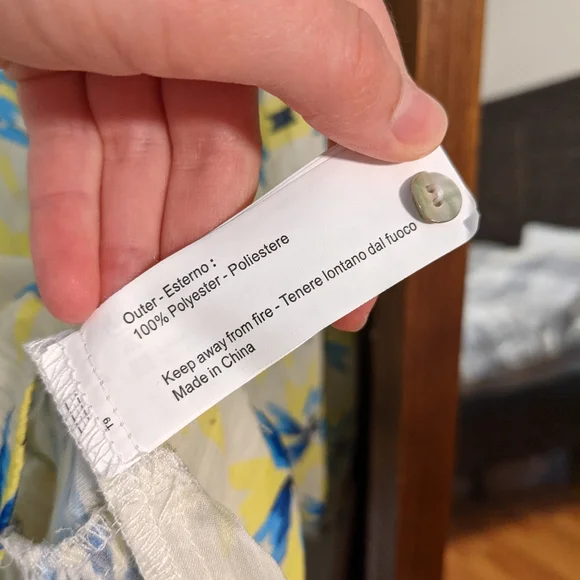 Outer - Esterno :
100% Polyester - Poliestere
Keep away from fire - Tenere lontano dal fuoco
Made in China